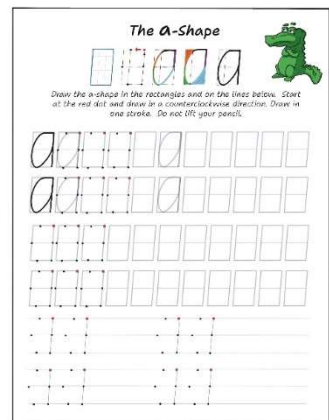 The a-Shape
Draw the a-shape in the rectangles and on the lines below. Start
at the red dot and draw in a counterclockwise direction. Draw in
one stroke. Do not lift your pencil.
a a a
a a a